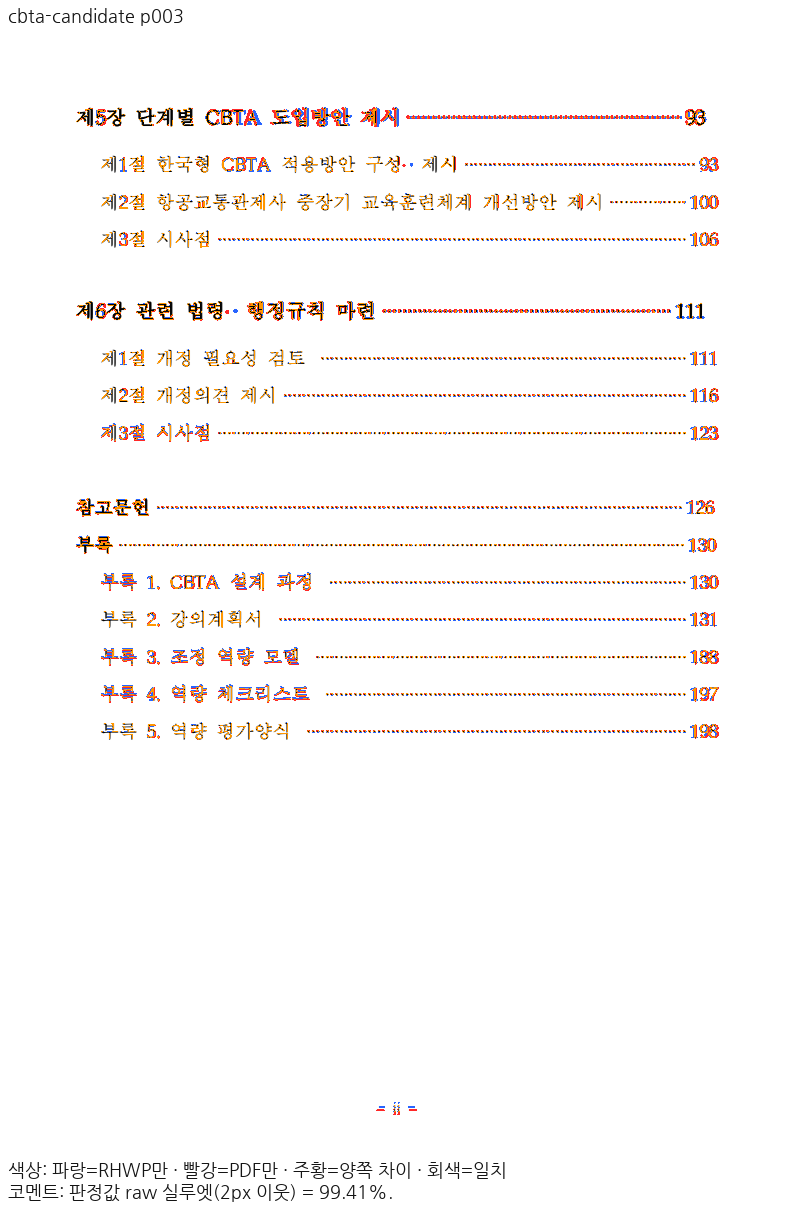 cbta-candidate p003
제5장 단계별 CBTA 도입방안 제시 93
제1절 한국형 CBTA 적용방안 구성·· 제시 93
제2절 항공교통관제사 중장기 교육훈련체계 개선방안 제시 100
제3절 시사점 106
제6장 관련 법령·· 행정규칙 마련 111
제1절 개정 필요성 검토 111
제2절 개정의견 제시 116
제3절 시사점 123
참고문헌 126
부록 130
부록 1. CBTA 설계 과정 130
부록 2. 강의계획서 131
부록 3. 조정 역량 모델 188
부록 4. 역량 체크리스트 197
부록 5. 역량 평가양식 198
- ii -
색상: 파랑=RHWP만 · 빨강=PDF만 · 주황=양쪽 차이 · 회색=일치
코멘트: 판정값 raw 실루엣(2px 이웃) = 99.41%.